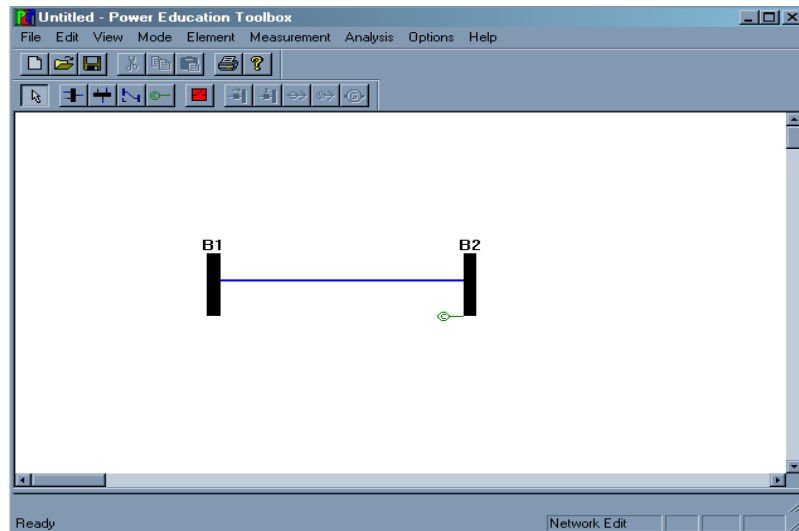 Untitled - Power Education Toolbox
File Edit View Mode Element Measurement Analysis Options Help
B1 B2
Ready Network Edit